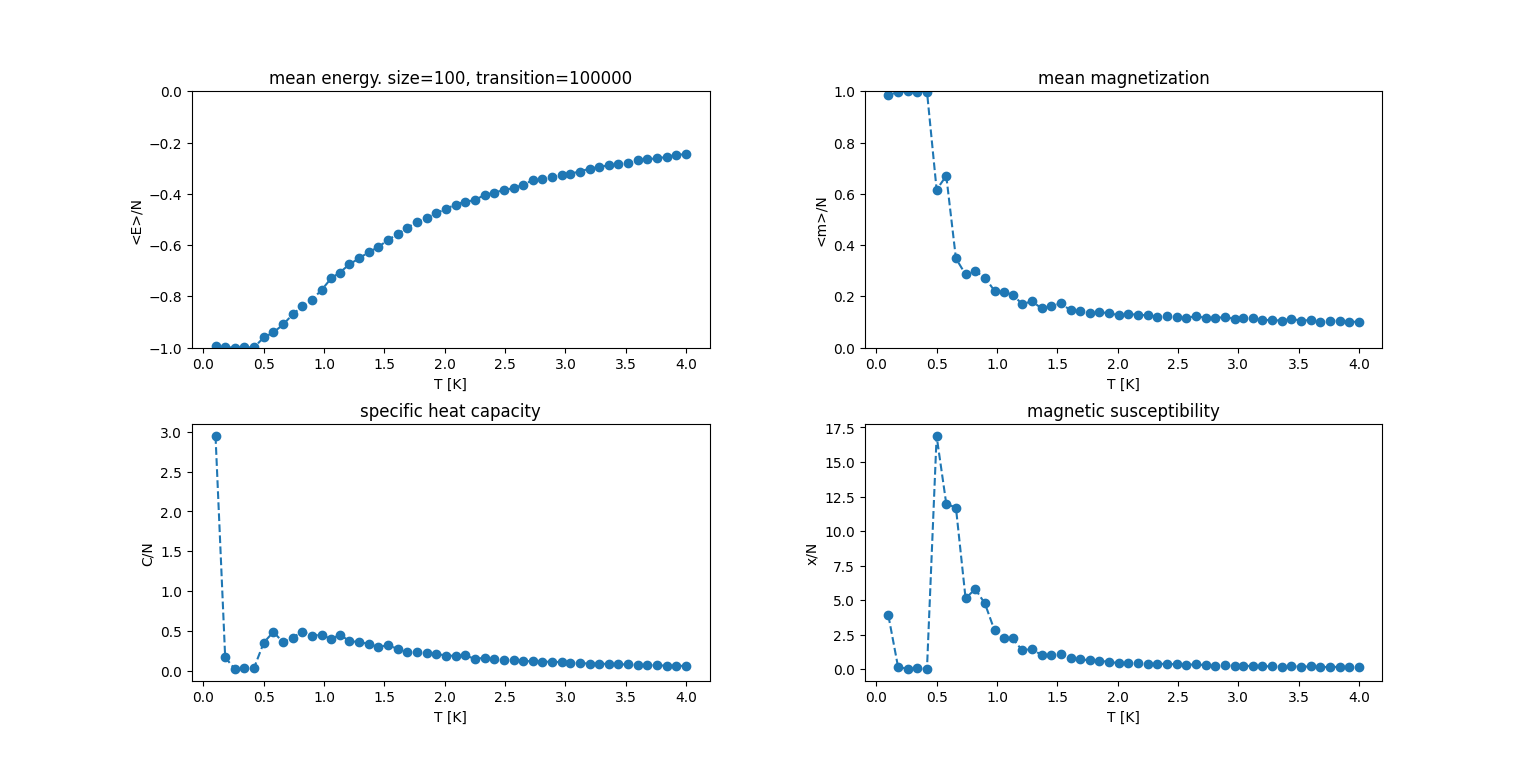 mean energy. size=100, transition=100000
0.0
−0.2
−0.4
−0.6
−0.8
−1.0
<E>/N
0.0 0.5 1.0 1.5 2.0 2.5 3.0 3.5 4.0
T [K]
mean magnetization
1.0
0.8
0.6
0.4
0.2
0.0
<m>/N
0.0 0.5 1.0 1.5 2.0 2.5 3.0 3.5 4.0
T [K]
specific heat capacity
3.0
2.5
2.0
1.5
1.0
0.5
0.0
C/N
0.0 0.5 1.0 1.5 2.0 2.5 3.0 3.5 4.0
T [K]
magnetic susceptibility
17.5
15.0
12.5
10.0
7.5
5.0
2.5
0.0
x/N
0.0 0.5 1.0 1.5 2.0 2.5 3.0 3.5 4.0
T [K]